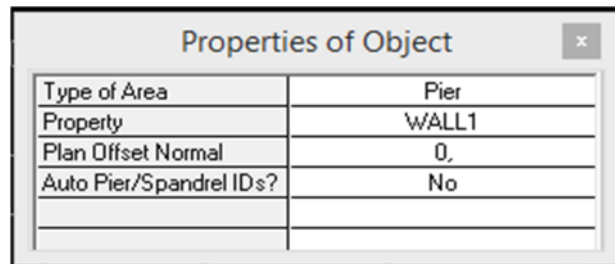 Properties of Object
x
Type of Area Pier
Property WALL1
Plan Offset Normal 0,
Auto Pier/Spandrel IDs? No